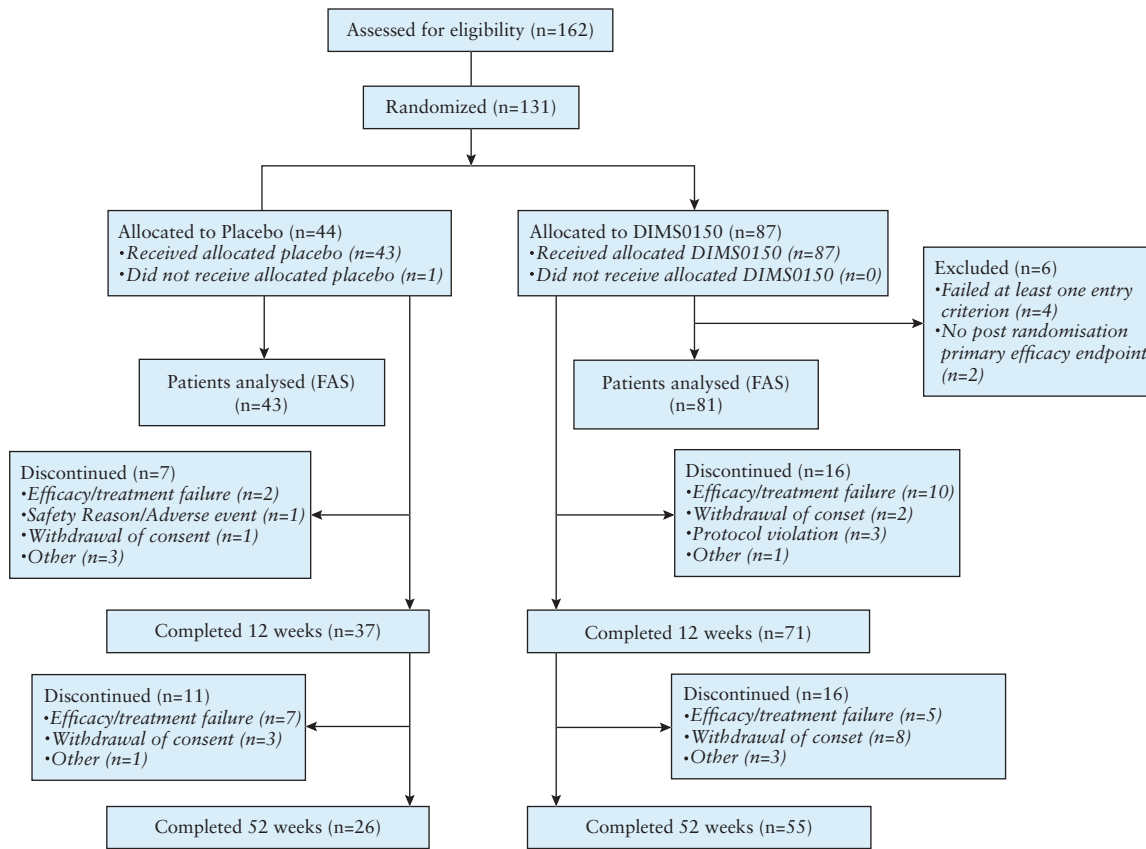 Assessed for eligibility (n=162)
Randomized (n=131)
Allocated to Placebo (n=44)
•Received allocated placebo (n=43)
•Did not receive allocated placebo (n=1)
Allocated to DIMS0150 (n=87)
•Received allocated DIMS0150 (n=87)
•Did not receive allocated DIMS0150 (n=0)
Excluded (n=6)
•Failed at least one entry
criterion (n=4)
•No post randomisation
primary efficacy endpoint
(n=2)
Patients analysed (FAS)
(n=43)
Patients analysed (FAS)
(n=81)
Discontinued (n=7)
•Efficacy/treatment failure (n=2)
•Safety Reason/Adverse event (n=1)
•Withdrawal of consent (n=1)
•Other (n=3)
Discontinued (n=16)
•Efficacy/treatment failure (n=10)
•Withdrawal of conset (n=2)
•Protocol violation (n=3)
•Other (n=1)
Completed 12 weeks (n=37)
Completed 12 weeks (n=71)
Discontinued (n=11)
•Efficacy/treatment failure (n=7)
•Withdrawal of consent (n=3)
•Other (n=1)
Discontinued (n=16)
•Efficacy/treatment failure (n=5)
•Withdrawal of conset (n=8)
•Other (n=3)
Completed 52 weeks (n=26)
Completed 52 weeks (n=55)